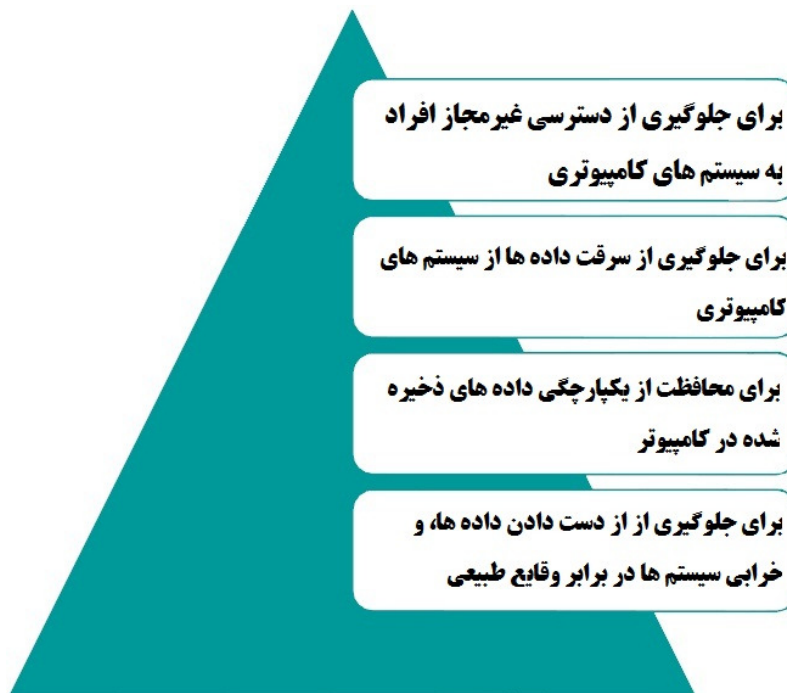 برای جلوگیری از دسترسی غیرمجاز افراد
به سیستم های کامپیوتری
برای جلوگیری از سرقت داده ها از سیستم های
کامپیوتری
برای محافظت از یکپارچگی داده های ذخیره
شده در کامپیوتر
برای جلوگیری از از دست دادن داده ها، و
خرابی سیستم ها در برابر وقایع طبیعی